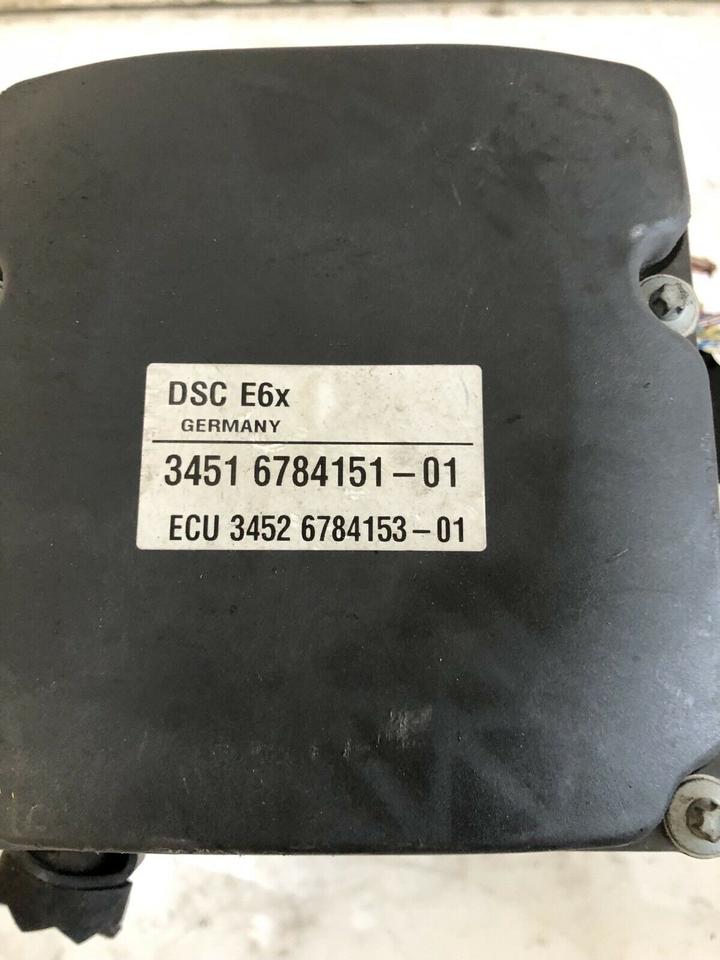 DSC E6x
GERMANY
3451 6784151-01
ECU 3452 6784153-01